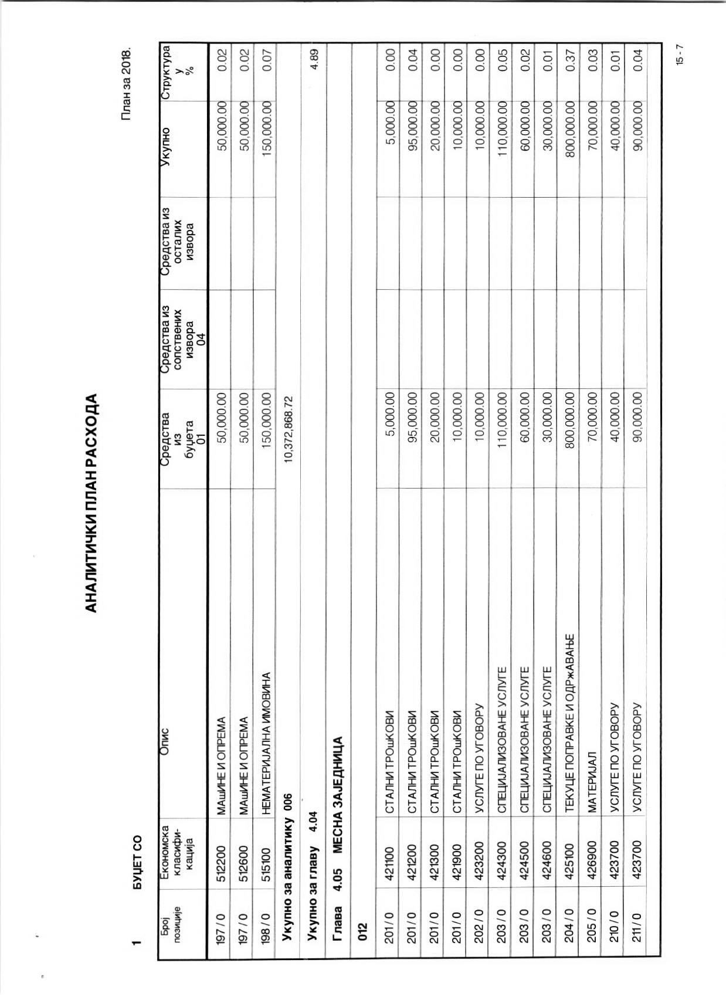 АНАЛИТИЧКИ ПЛАН РАСХОДА
План за 2018.
1 БУЏЕТ СО
Број позиције Економска класифи-кација Опис Средства из буџета 01 Средства из сопствених извора 04 Средства из осталих извора Укупно Структура у %
197 / 0 512200 МАшИНЕ И ОПРЕМА 50,000.00 50,000.00 0.02
197 / 0 512600 МАшИНЕ И ОПРЕМА 50,000.00 50,000.00 0.02
198 / 0 515100 НЕМАТЕРИЈАЛНА ИМОВИНА 150,000.00 150,000.00 0.07
Укупно за аналитику 006 10,372,868.72
Укупно за главу 4.04 4.89
Глава 4.05 МЕСНА ЗАЈЕДНИЦА
012
201 / 0 421100 СТАЛНИ ТРОшКОВИ 5,000.00 5,000.00 0.00
201 / 0 421200 СТАЛНИ ТРОшКОВИ 95,000.00 95,000.00 0.04
201 / 0 421300 СТАЛНИ ТРОшКОВИ 20,000.00 20,000.00 0.00
201 / 0 421900 СТАЛНИ ТРОшКОВИ 10,000.00 10,000.00 0.00
202 / 0 423200 УСЛУГЕ ПО УГОВОРУ 10,000.00 10,000.00 0.00
203 / 0 424300 СПЕЦИЈАЛИЗОВАНЕ УСЛУГЕ 110,000.00 110,000.00 0.05
203 / 0 424500 СПЕЦИЈАЛИЗОВАНЕ УСЛУГЕ 60,000.00 60,000.00 0.02
203 / 0 424600 СПЕЦИЈАЛИЗОВАНЕ УСЛУГЕ 30,000.00 30,000.00 0.01
204 / 0 425100 ТЕКУЦЕ ПОПРАВКЕ И ОДРжАВАЊЕ 800,000.00 800,000.00 0.37
205 / 0 426900 МАТЕРИЈАЛ 70,000.00 70,000.00 0.03
210 / 0 423700 УСЛУГЕ ПО УГОВОРУ 40,000.00 40,000.00 0.01
211 / 0 423700 УСЛУГЕ ПО УГОВОРУ 90,000.00 90,000.00 0.04
15 - 7